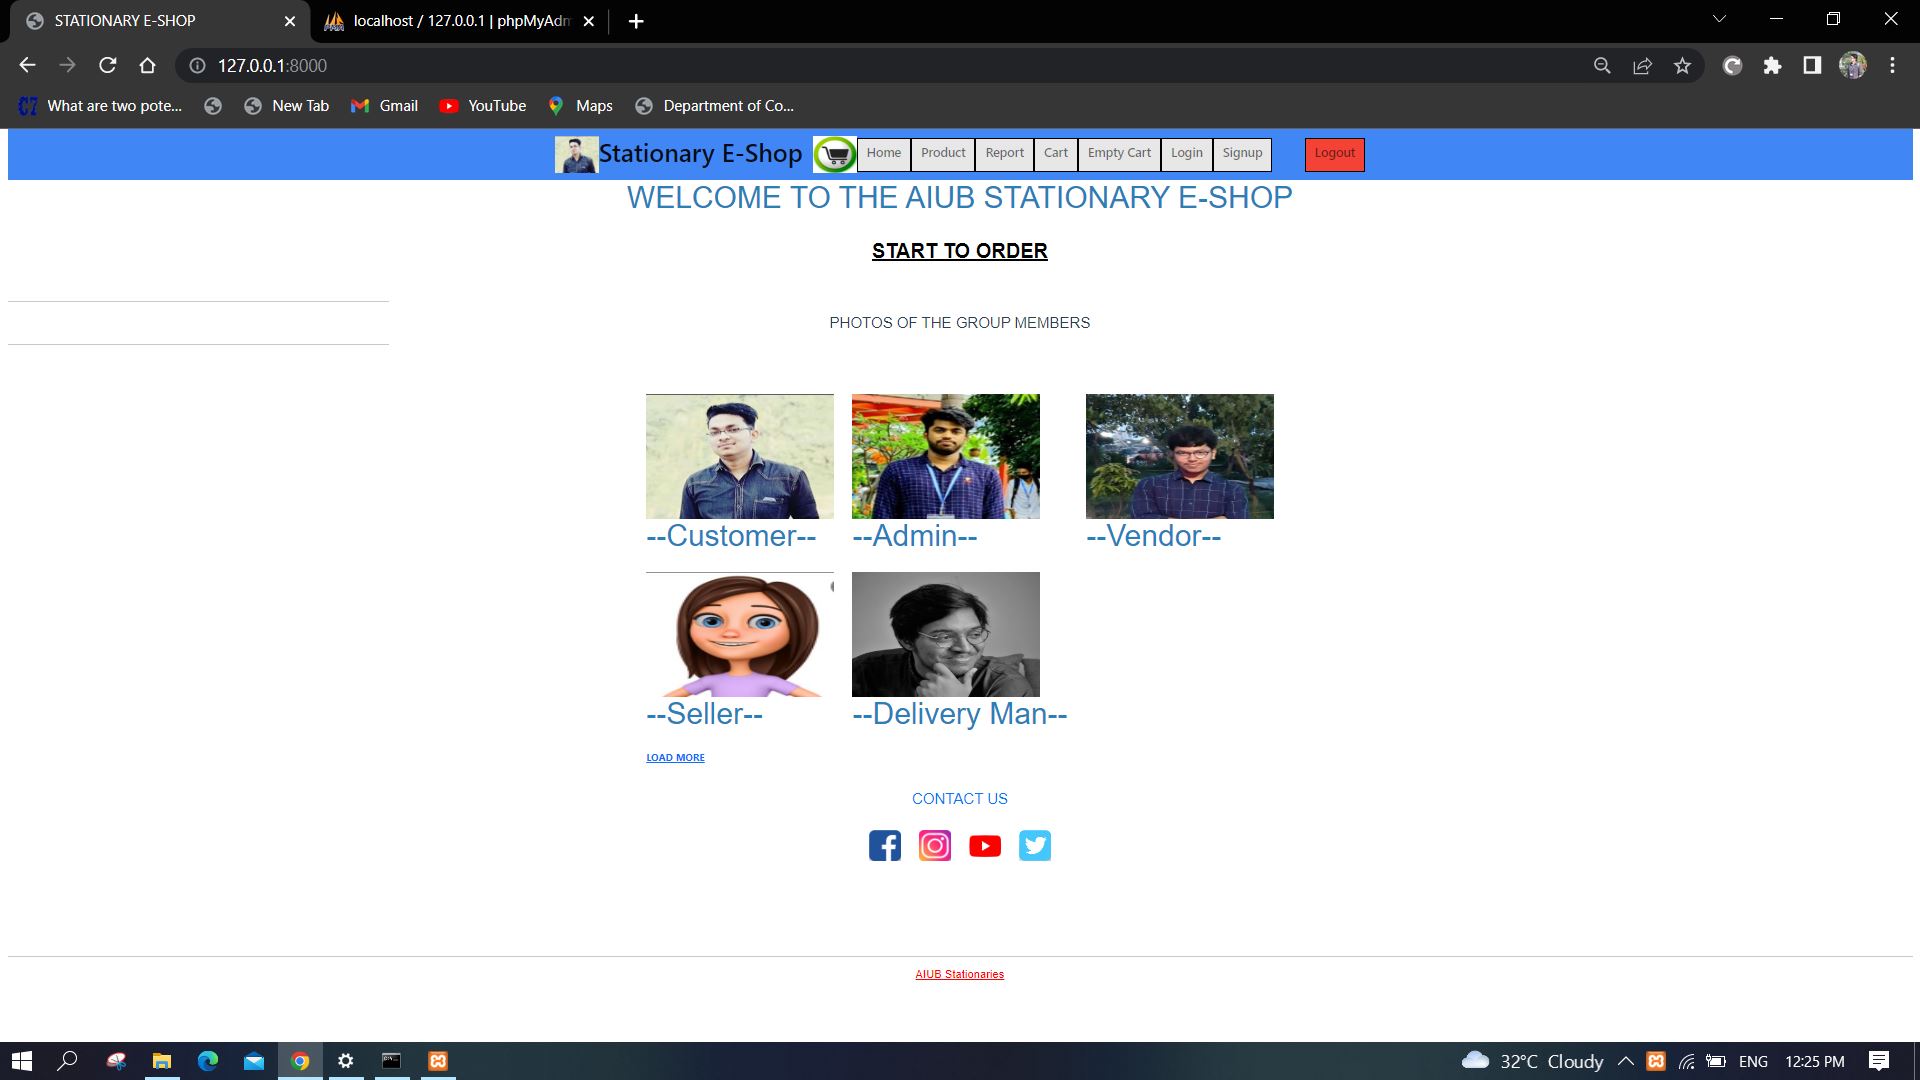 STATIONARY E-SHOP
localhost / 127.0.0.1 | phpMyAdm
127.0.0.1:8000
What are two pote...
New Tab
Gmail
YouTube
Maps
Department of Co...
Stationary E-Shop
Home
Product
Report
Cart
Empty Cart
Login
Signup
Logout
WELCOME TO THE AIUB STATIONARY E-SHOP
START TO ORDER
PHOTOS OF THE GROUP MEMBERS
--Customer--
--Admin--
--Vendor--
--Seller--
--Delivery Man--
LOAD MORE
CONTACT US
AIUB Stationaries
32°C Cloudy
ENG
12:25 PM